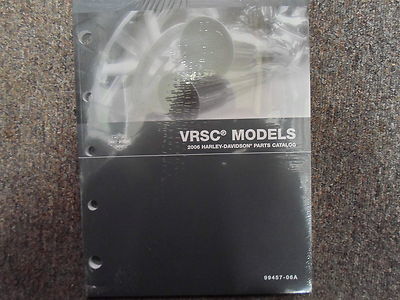 VRSC® MODELS
2006 HARLEY-DAVIDSON® PARTS CATALOG
99457-06A